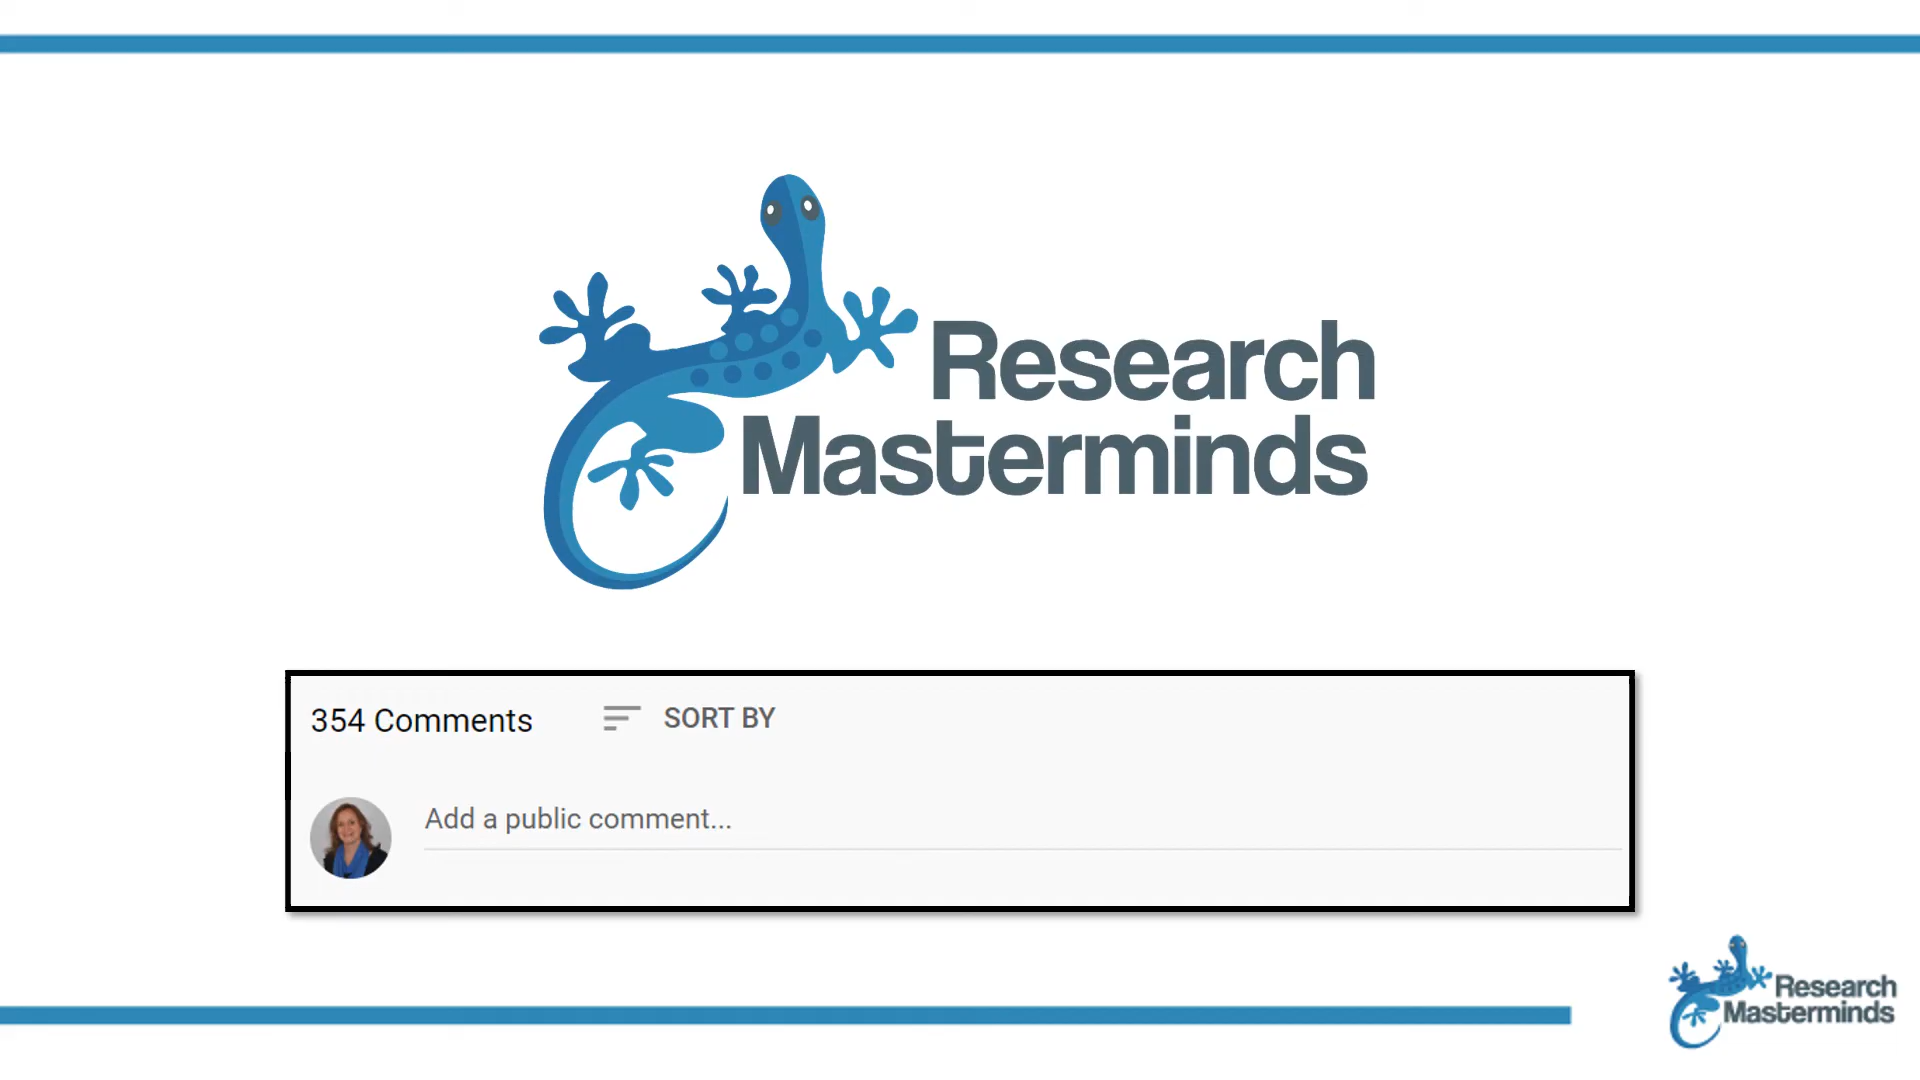 Research
Masterminds
354 Comments SORT BY
Add a public comment...
Research
Masterminds